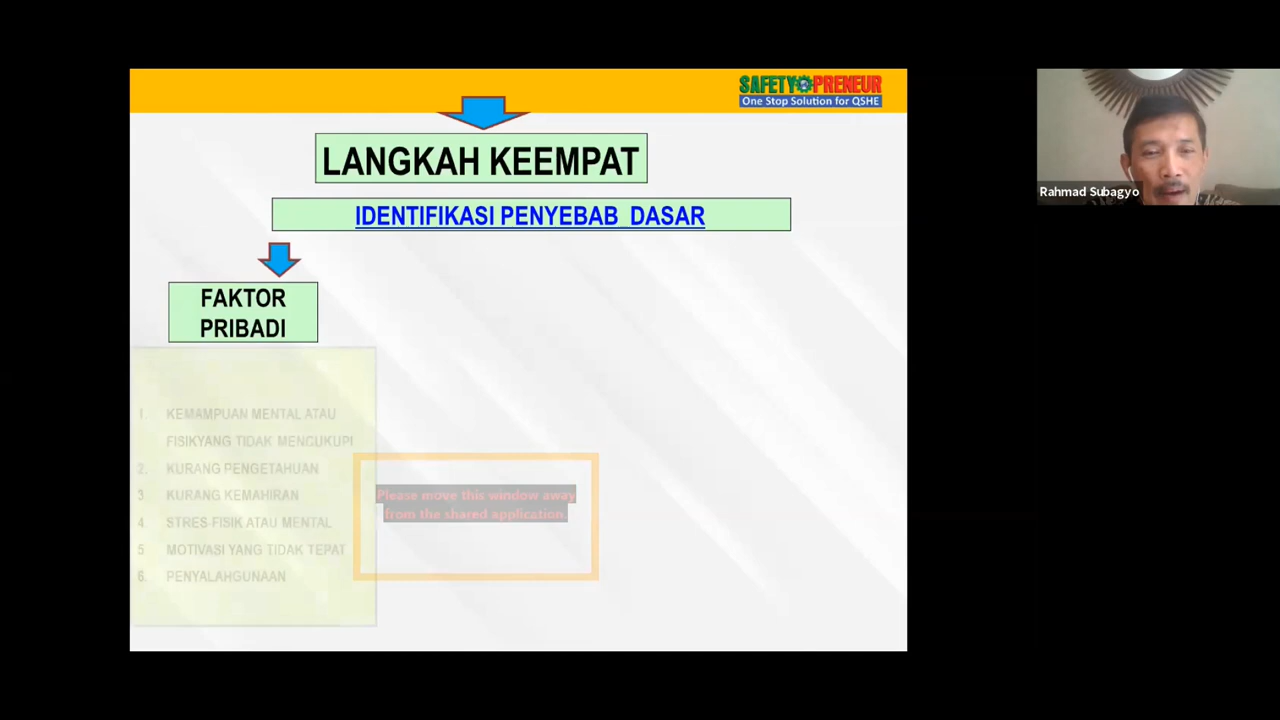 SAFETY PRENEUR
One Stop Solution for QSHE
LANGKAH KEEMPAT
IDENTIFIKASI PENYEBAB DASAR
FAKTOR
PRIBADI
1. KEMAMPUAN MENTAL ATAU
FISIKYANG TIDAK MENCUKUPI
2. KURANG PENGETAHUAN
3 KURANG KEMAHIRAN
4. STRES-FISIK ATAU MENTAL
5 MOTIVASI YANG TIDAK TEPAT
6. PENYALAHGUNAAN
Please move this window away
from the shared application.
Rahmad Subagyo